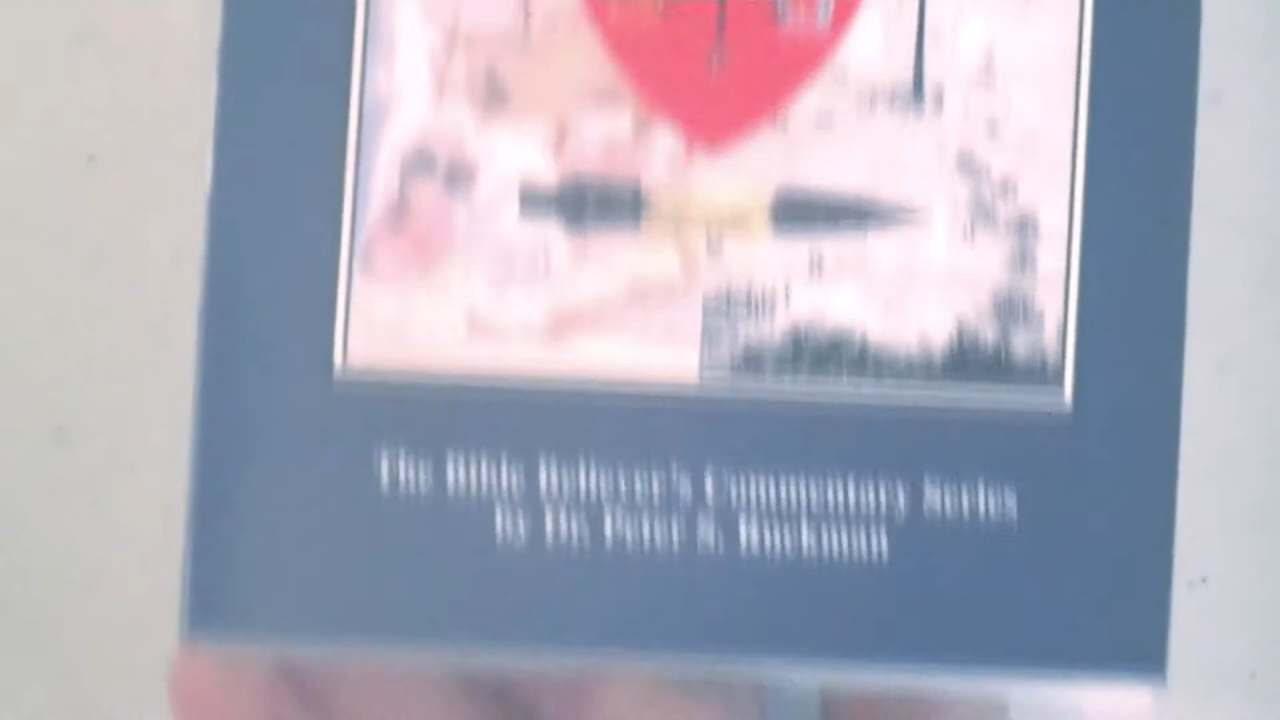 The Bible Believer's Commentary Series
by Dr. Peter S. Ruckman